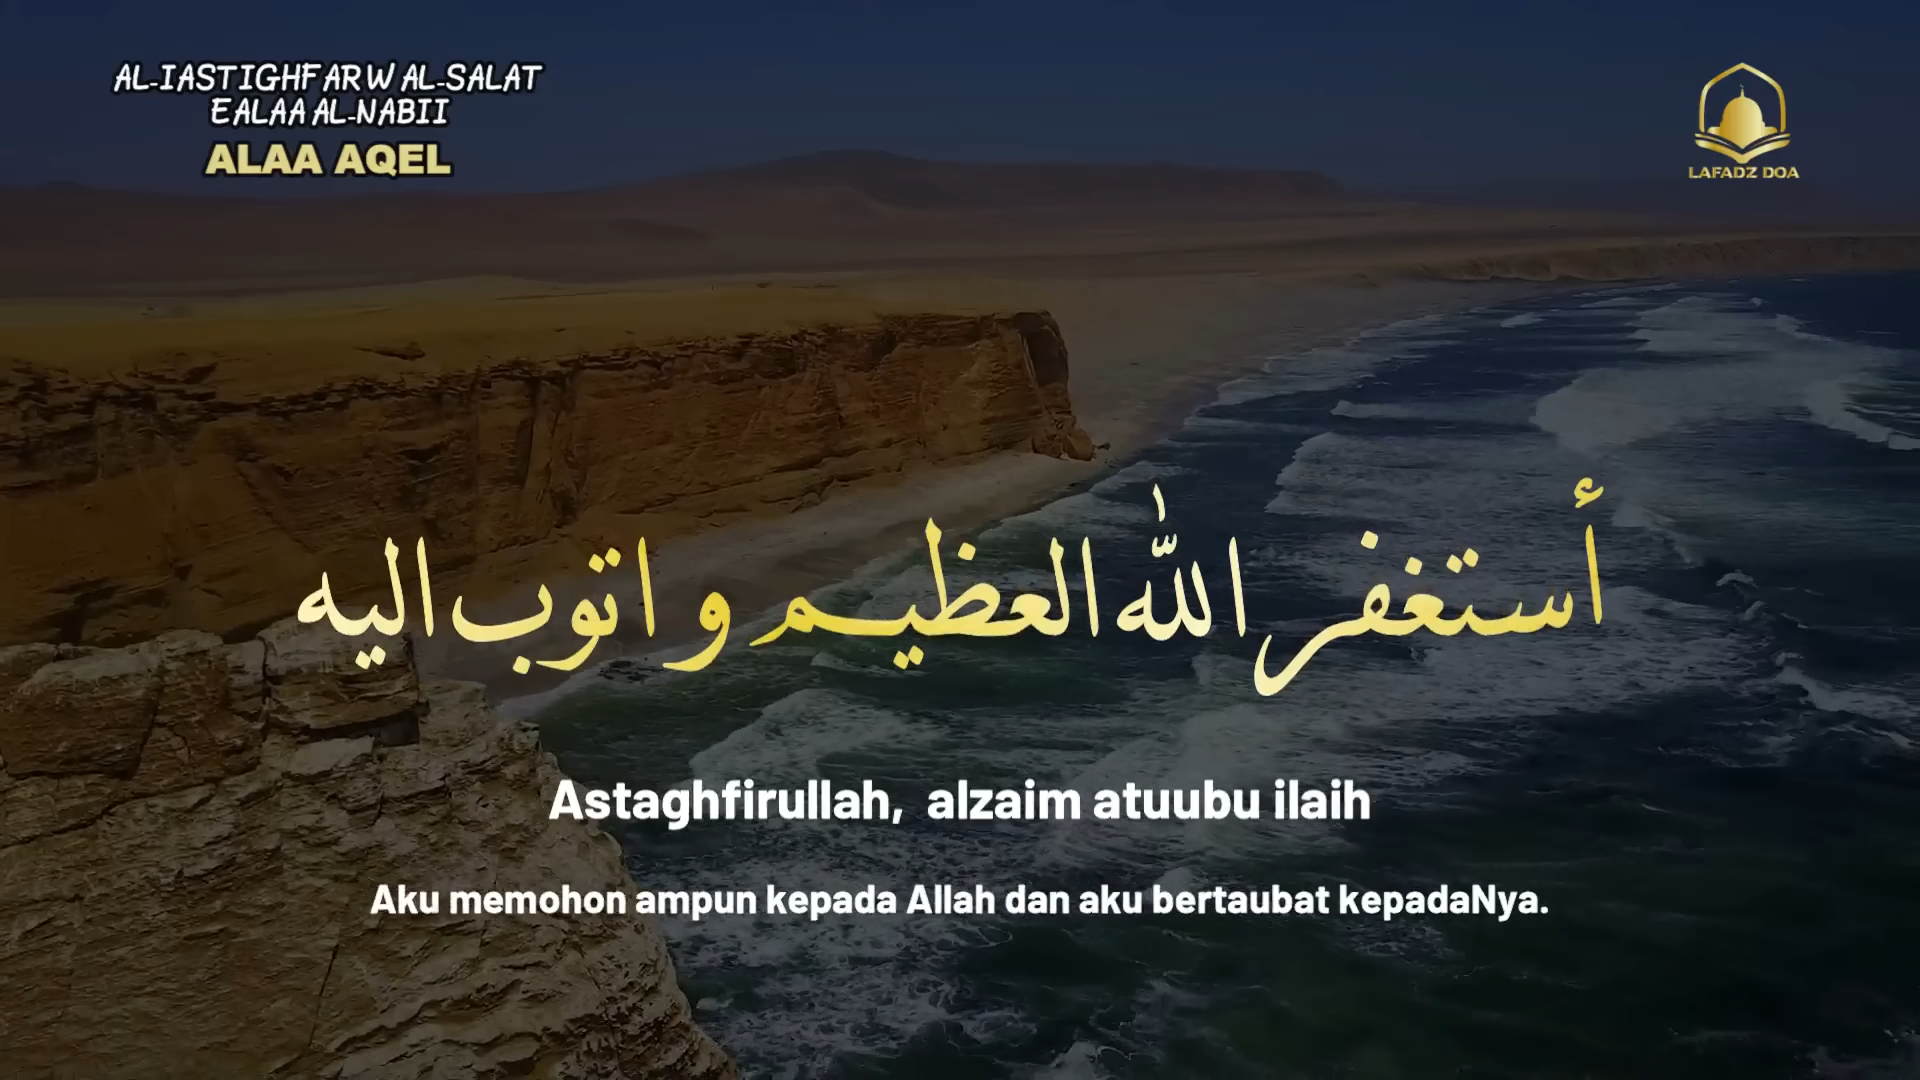 AL-IASTIGHFAR W AL-SALAT
EALAA AL-NABII
ALAA AQEL
LAFADZ DOA
أستغفر اللّٰه العظيم و اتوب اليه
Astaghfirullah, alzaim atuubu ilaih
Aku memohon ampun kepada Allah dan aku bertaubat kepadaNya.